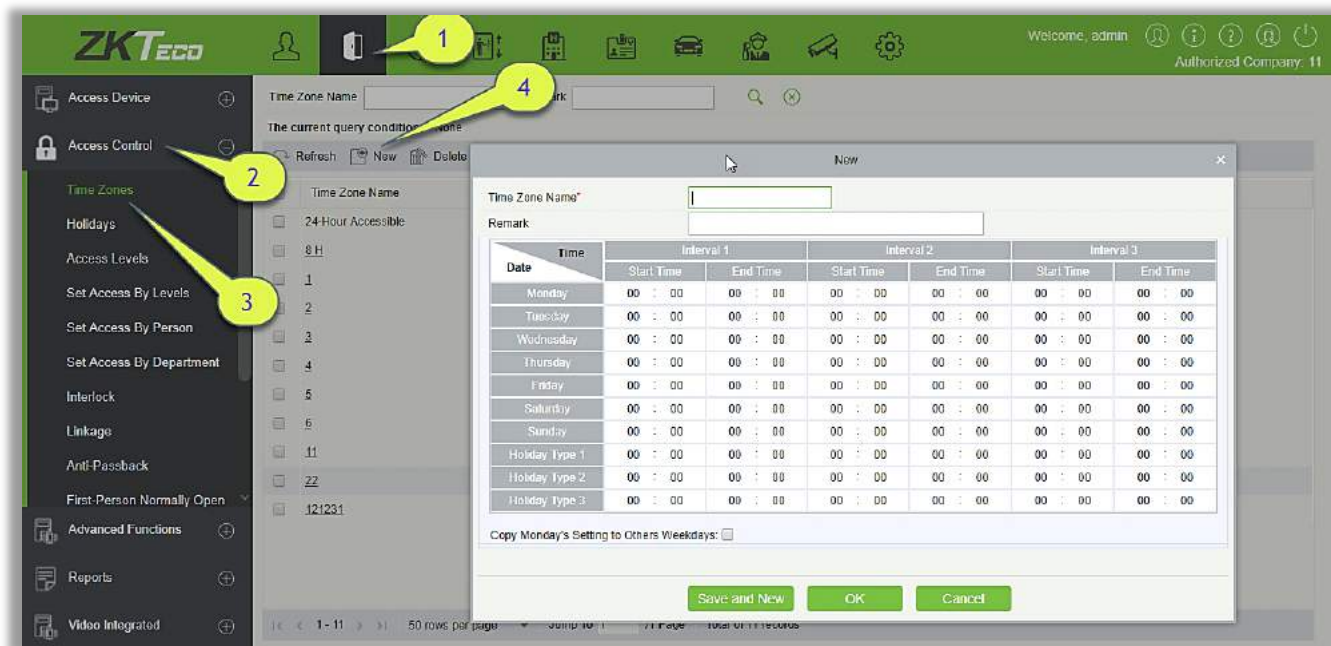 ZKTECO
Welcome, admin
Authorized Company: 11
1
2
3
4
Access Device
Access Control
Time Zones
Holidays
Access Levels
Set Access By Levels
Set Access By Person
Set Access By Department
Interlock
Linkage
Anti-Passback
First-Person Normally Open
Advanced Functions
Reports
Video Integrated
Time Zone Name
The current query None
Refresh New Delete
Time Zone Name
24-Hour Accessible
8 H
1
2
3
4
5
6
11
22
121231
1 - 11 50 rows per page
New
Time Zone Name*
Remark
Time Interval 1 Interval 2 Interval 3
Date Start Time End Time Start Time End Time Start Time End Time
Monday 00 : 00 00 : 00 00 : 00 00 : 00 00 : 00 00 : 00
Tuesday 00 : 00 00 : 00 00 : 00 00 : 00 00 : 00 00 : 00
Wednesday 00 : 00 00 : 00 00 : 00 00 : 00 00 : 00 00 : 00
Thursday 00 : 00 00 : 00 00 : 00 00 : 00 00 : 00 00 : 00
Friday 00 : 00 00 : 00 00 : 00 00 : 00 00 : 00 00 : 00
Saturday 00 : 00 00 : 00 00 : 00 00 : 00 00 : 00 00 : 00
Sunday 00 : 00 00 : 00 00 : 00 00 : 00 00 : 00 00 : 00
Holiday Type 1 00 : 00 00 : 00 00 : 00 00 : 00 00 : 00 00 : 00
Holiday Type 2 00 : 00 00 : 00 00 : 00 00 : 00 00 : 00 00 : 00
Holiday Type 3 00 : 00 00 : 00 00 : 00 00 : 00 00 : 00 00 : 00
Copy Monday's Setting to Others Weekdays:
Save and New OK Cancel